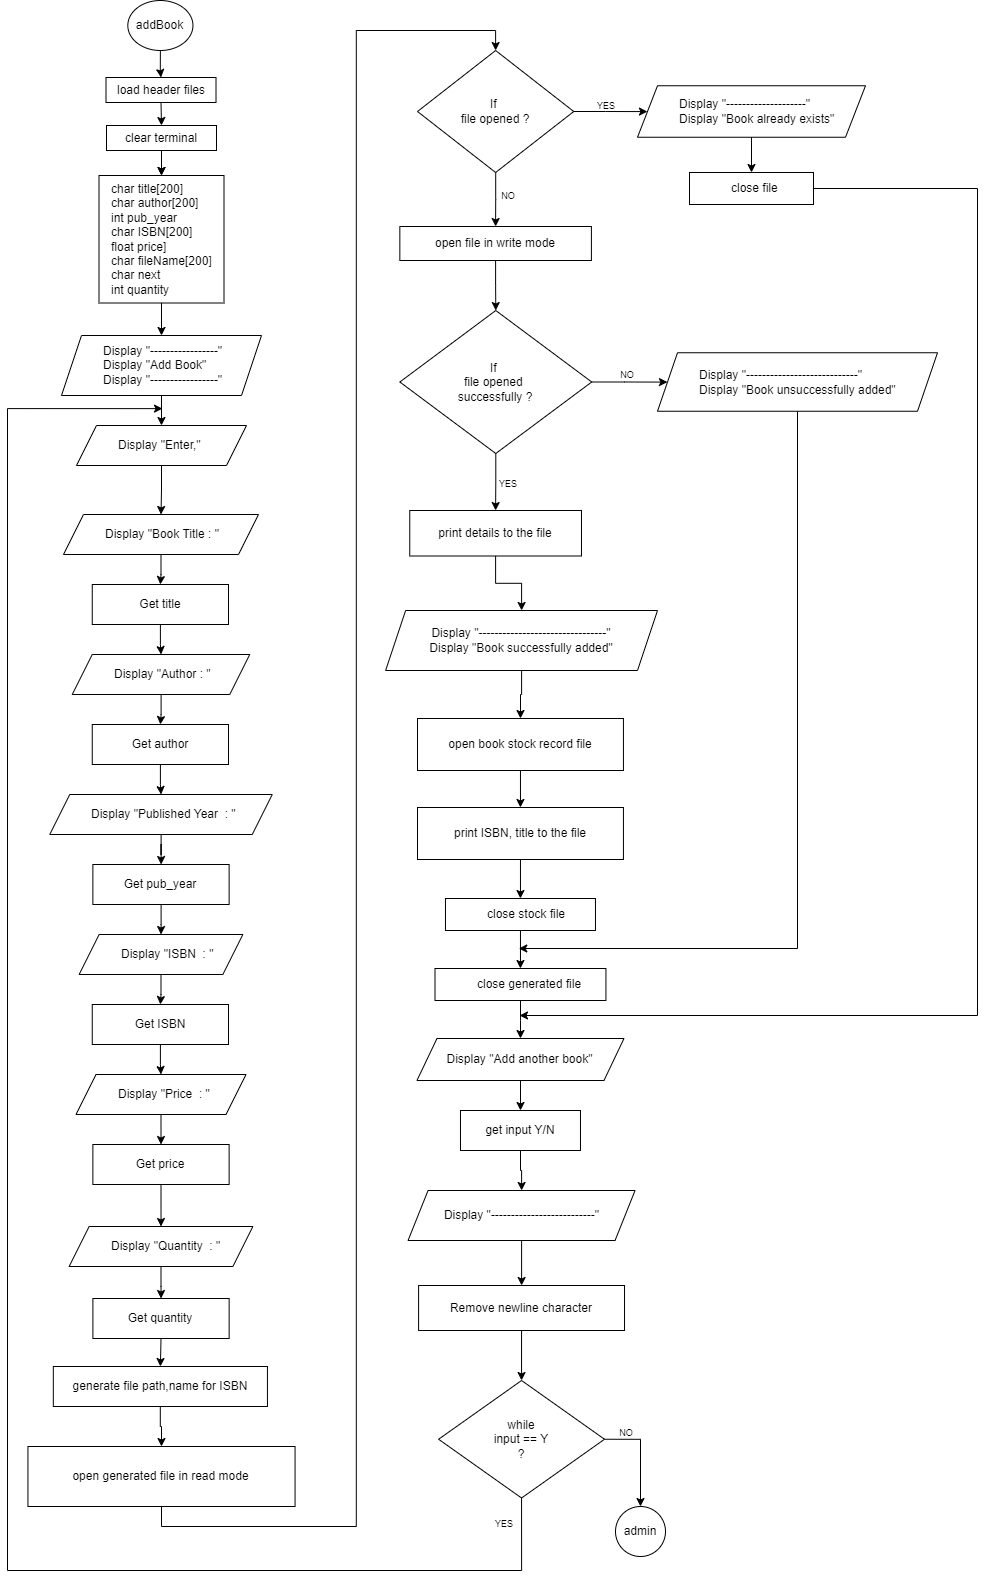 addBook
load header files
clear terminal
char title[200]
char author[200]
int pub_year
char ISBN[200]
float price]
char fileName[200]
char next
int quantity
Display "-----------------"
Display "Add Book"
Display "-----------------"
Display "Enter,"
Display "Book Title : "
Get title
Display "Author : "
Get author
Display "Published Year  : "
Get pub_year
Display "ISBN  : "
Get ISBN
Display "Price  : "
Get price
Display "Quantity  : "
Get quantity
generate file path,name for ISBN
open generated file in read mode
If
file opened ?
YES
Display "--------------------"
Display "Book already exists"
close file
NO
open file in write mode
If
file opened
successfully ?
NO
Display "----------------------------"
Display "Book unsuccessfully added"
YES
print details to the file
Display "--------------------------------"
Display "Book successfully added"
open book stock record file
print ISBN, title to the file
close stock file
close generated file
Display "Add another book"
get input Y/N
Display "--------------------------"
Remove newline character
while
input == Y
?
NO
YES
admin